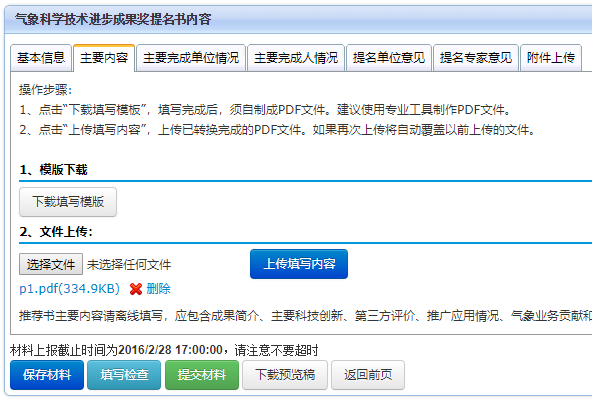 气象科学技术进步成果奖提名书内容
基本信息 主要内容 主要完成单位情况 主要完成人情况 提名单位意见 提名专家意见 附件上传
操作步骤：
1、点击“下载填写模板”，填写完成后，须自制成PDF文件。建议使用专业工具制作PDF文件。
2、点击“上传填写内容”，上传已转换完成的PDF文件。如果再次上传将自动覆盖以前上传的文件。
1、模版下载
下载填写模版
2、文件上传：
选择文件 未选择任何文件 上传填写内容
p1.pdf(334.9KB) 删除
推荐书主要内容请离线填写，应包含成果简介、主要科技创新、第三方评价、推广应用情况、气象业务贡献和
材料上报截止时间为2016/2/28 17:00:00，请注意不要超时
保存材料 填写检查 提交材料 下载预览稿 返回前页